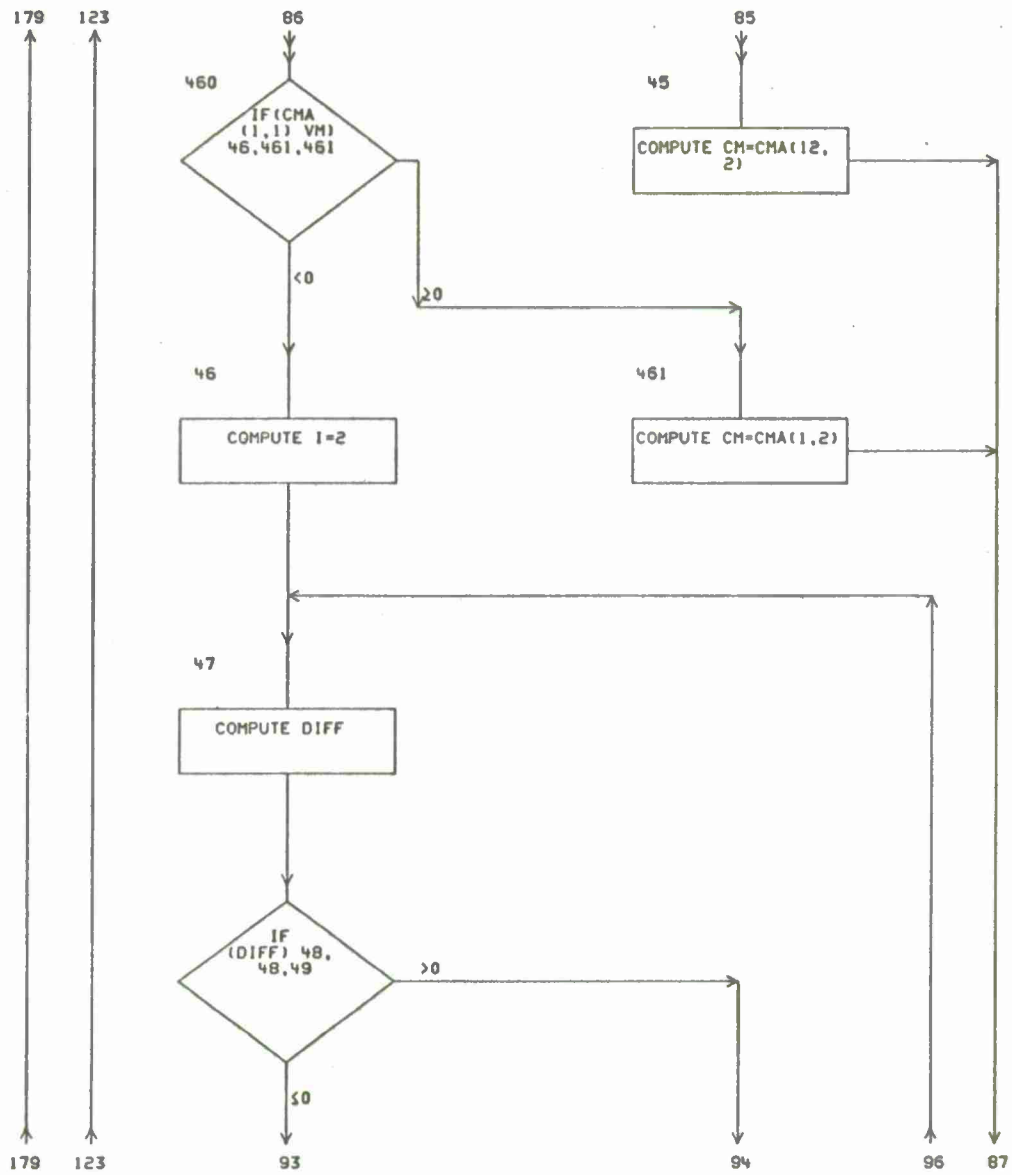 179 123 86 85
460
IF(CMA
(1,1) VM)
46,461,461
45
COMPUTE CM=CMA(12,
2)
<0
≥0
46
461
COMPUTE I=2
COMPUTE CM=CMA(1,2)
47
COMPUTE DIFF
IF
(DIFF) 48,
48,49
>0
≤0
179 123 93 94 96 87